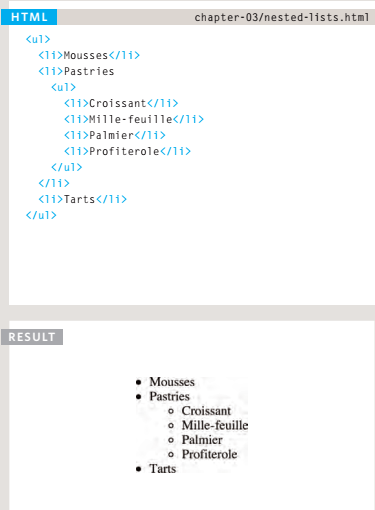 HTML
chapter-03/nested-lists.html
<ul>
<li>Mousses</li>
<li>Pastries
<ul>
<li>Croissant</li>
<li>Mille-feuille</li>
<li>Palmier</li>
<li>Profiterole</li>
</ul>
</li>
<li>Tarts</li>
</ul>
RESULT
• Mousses
• Pastries
◦ Croissant
◦ Mille-feuille
◦ Palmier
◦ Profiterole
• Tarts